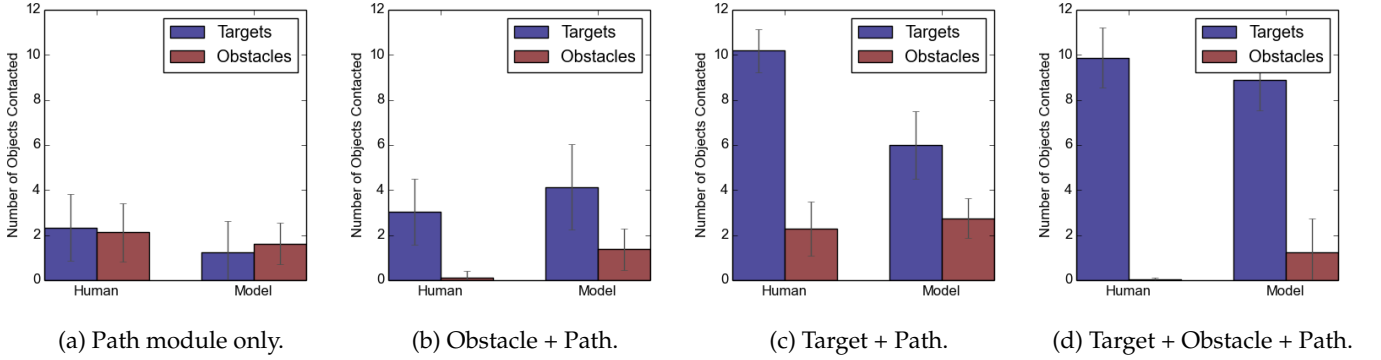 Number of Objects Contacted
12
10
8
6
4
2
0
Targets
Obstacles
Human
Model
(a) Path module only.
Number of Objects Contacted
12
10
8
6
4
2
0
Targets
Obstacles
Human
Model
(b) Obstacle + Path.
Number of Objects Contacted
12
10
8
6
4
2
0
Targets
Obstacles
Human
Model
(c) Target + Path.
Number of Objects Contacted
12
10
8
6
4
2
0
Targets
Obstacles
Human
Model
(d) Target + Obstacle + Path.